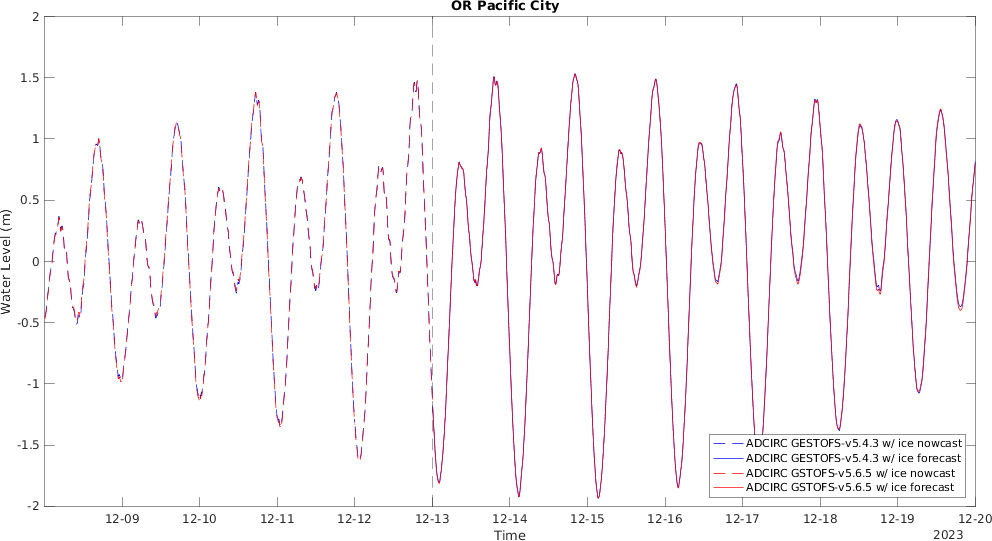 OR Pacific City
2
1.5
1
0.5
0
-0.5
-1
-1.5
-2
Water Level (m)
12-09 12-10 12-11 12-12 12-13 12-14 12-15 12-16 12-17 12-18 12-19 12-20
Time
2023
ADCIRC GESTOFS-v5.4.3 w/ ice nowcast
ADCIRC GESTOFS-v5.4.3 w/ ice forecast
ADCIRC GSTOFS-v5.6.5 w/ ice nowcast
ADCIRC GSTOFS-v5.6.5 w/ ice forecast